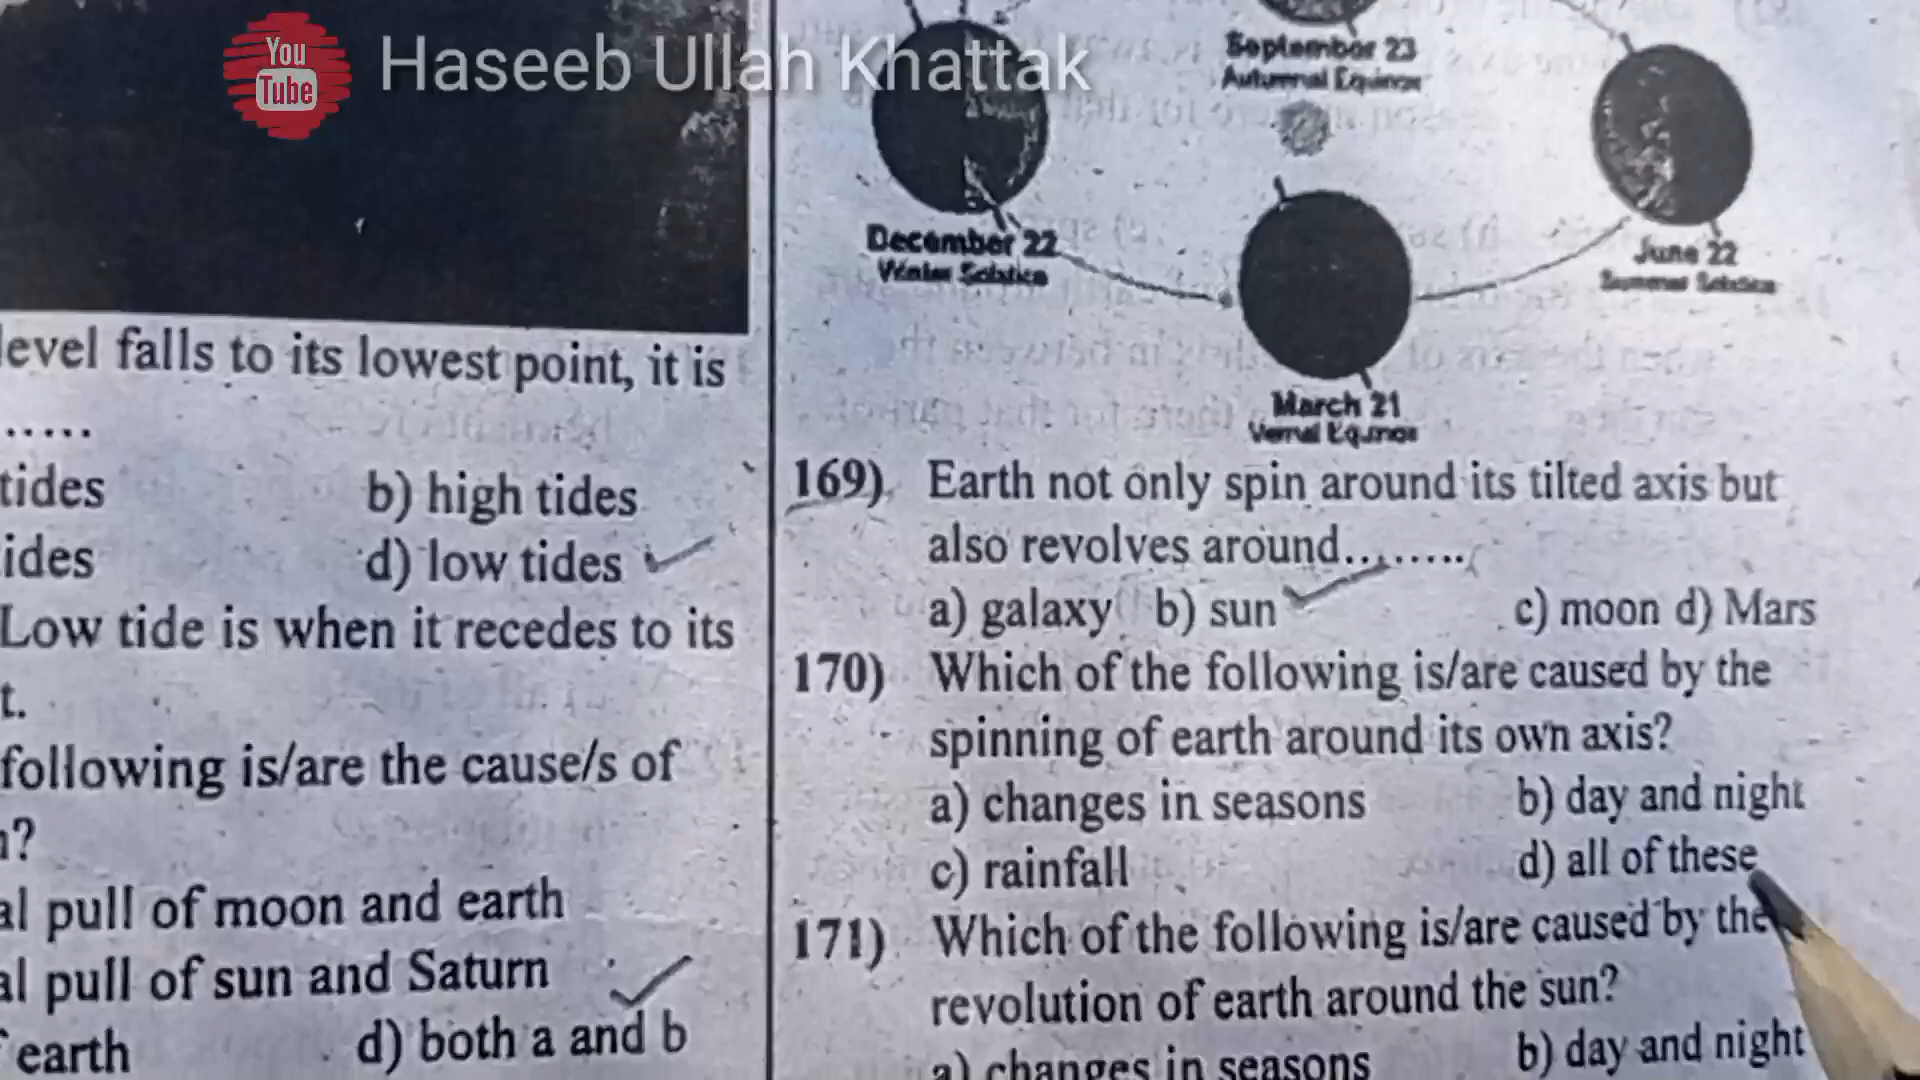 You
Tube
Haseeb Ullah Khattak
level falls to its lowest point, it is
.....
tides b) high tides
ides d) low tides
Low tide is when it recedes to its
t.
following is/are the cause/s of
?
al pull of moon and earth
al pull of sun and Saturn
earth d) both a and b
September 23
Autumnal Equinox
December 22
Winter Solstice
June 22
Summer Solstice
March 21
Vernal Equinox
169) Earth not only spin around its tilted axis but
also revolves around........
a) galaxy b) sun c) moon d) Mars
170) Which of the following is/are caused by the
spinning of earth around its own axis?
a) changes in seasons b) day and night
c) rainfall d) all of these
171) Which of the following is/are caused by the
revolution of earth around the sun?
a) changes in seasons b) day and night